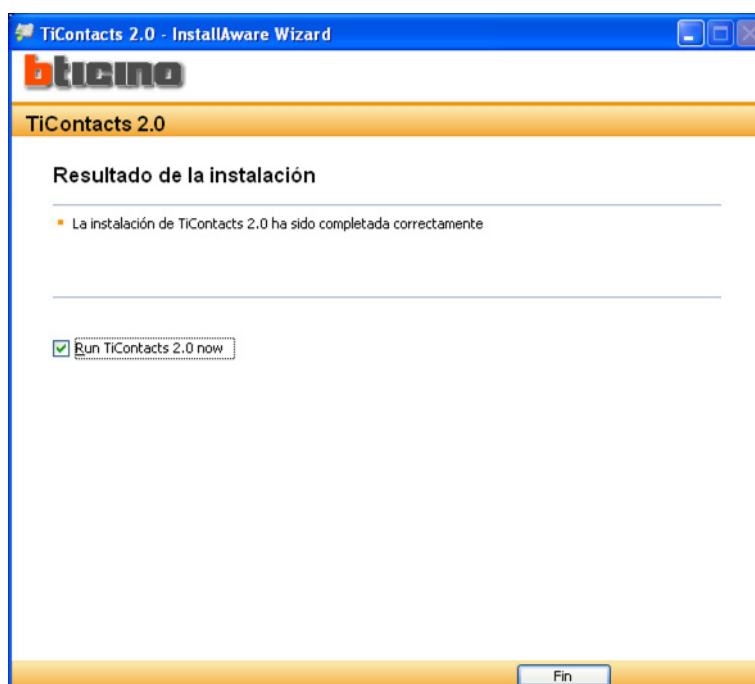 TiContacts 2.0 - InstallAware Wizard
bticino
TiContacts 2.0
Resultado de la instalación
La instalación de TiContacts 2.0 ha sido completada correctamente
Run TiContacts 2.0 now
Fin